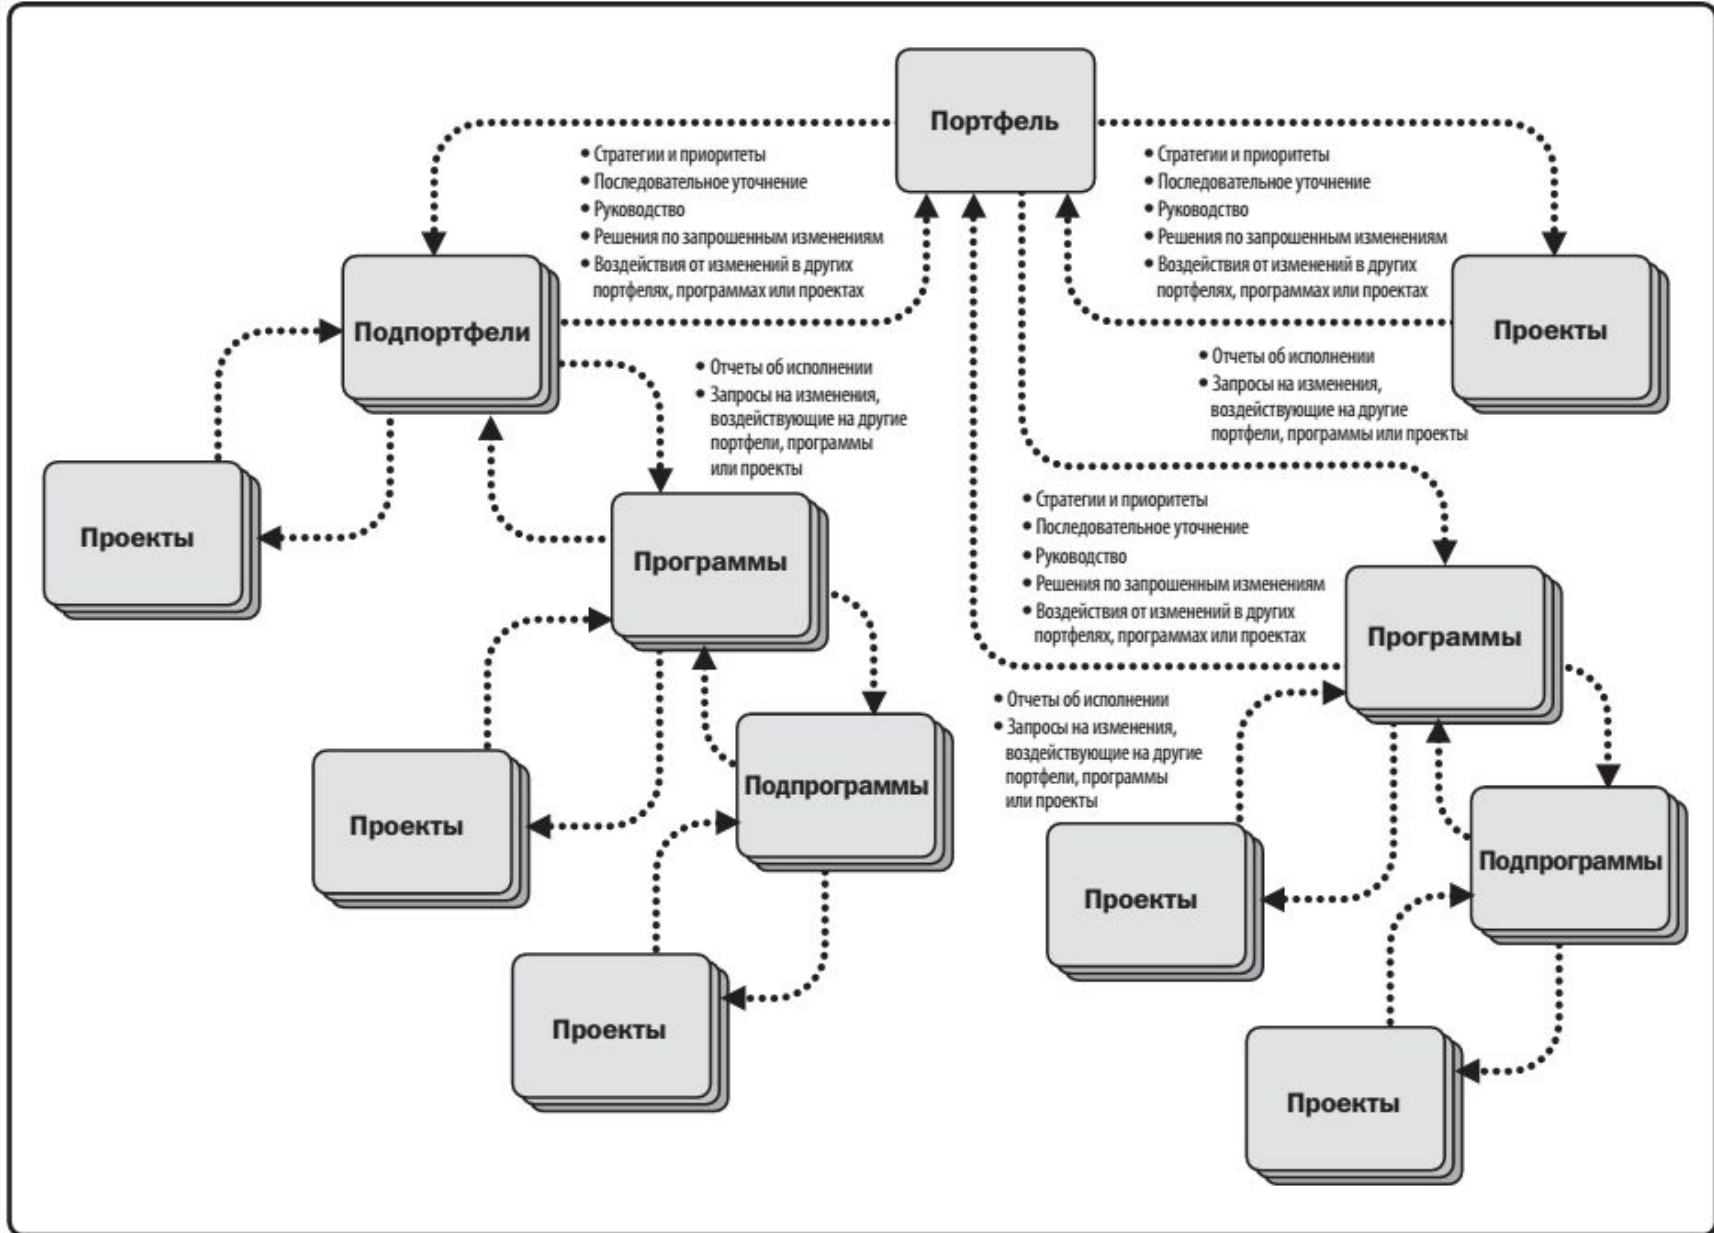 Портфель
• Стратегии и приоритеты
• Последовательное уточнение
• Руководство
• Решения по запрошенным изменениям
• Воздействия от изменений в других
портфелях, программах или проектах
• Стратегии и приоритеты
• Последовательное уточнение
• Руководство
• Решения по запрошенным изменениям
• Воздействия от изменений в других
портфелях, программах или проектах
Подпортфели
Проекты
• Отчеты об исполнении
• Запросы на изменения,
воздействующие на другие
портфели, программы
или проекты
• Отчеты об исполнении
• Запросы на изменения,
воздействующие на другие
портфели, программы или проекты
Проекты
Программы
• Стратегии и приоритеты
• Последовательное уточнение
• Руководство
• Решения по запрошенным изменениям
• Воздействия от изменений в других
портфелях, программах или проектах
Программы
• Отчеты об исполнении
• Запросы на изменения,
воздействующие на другие
портфели, программы
или проекты
Проекты
Подпрограммы
Проекты
Подпрограммы
Проекты
Проекты